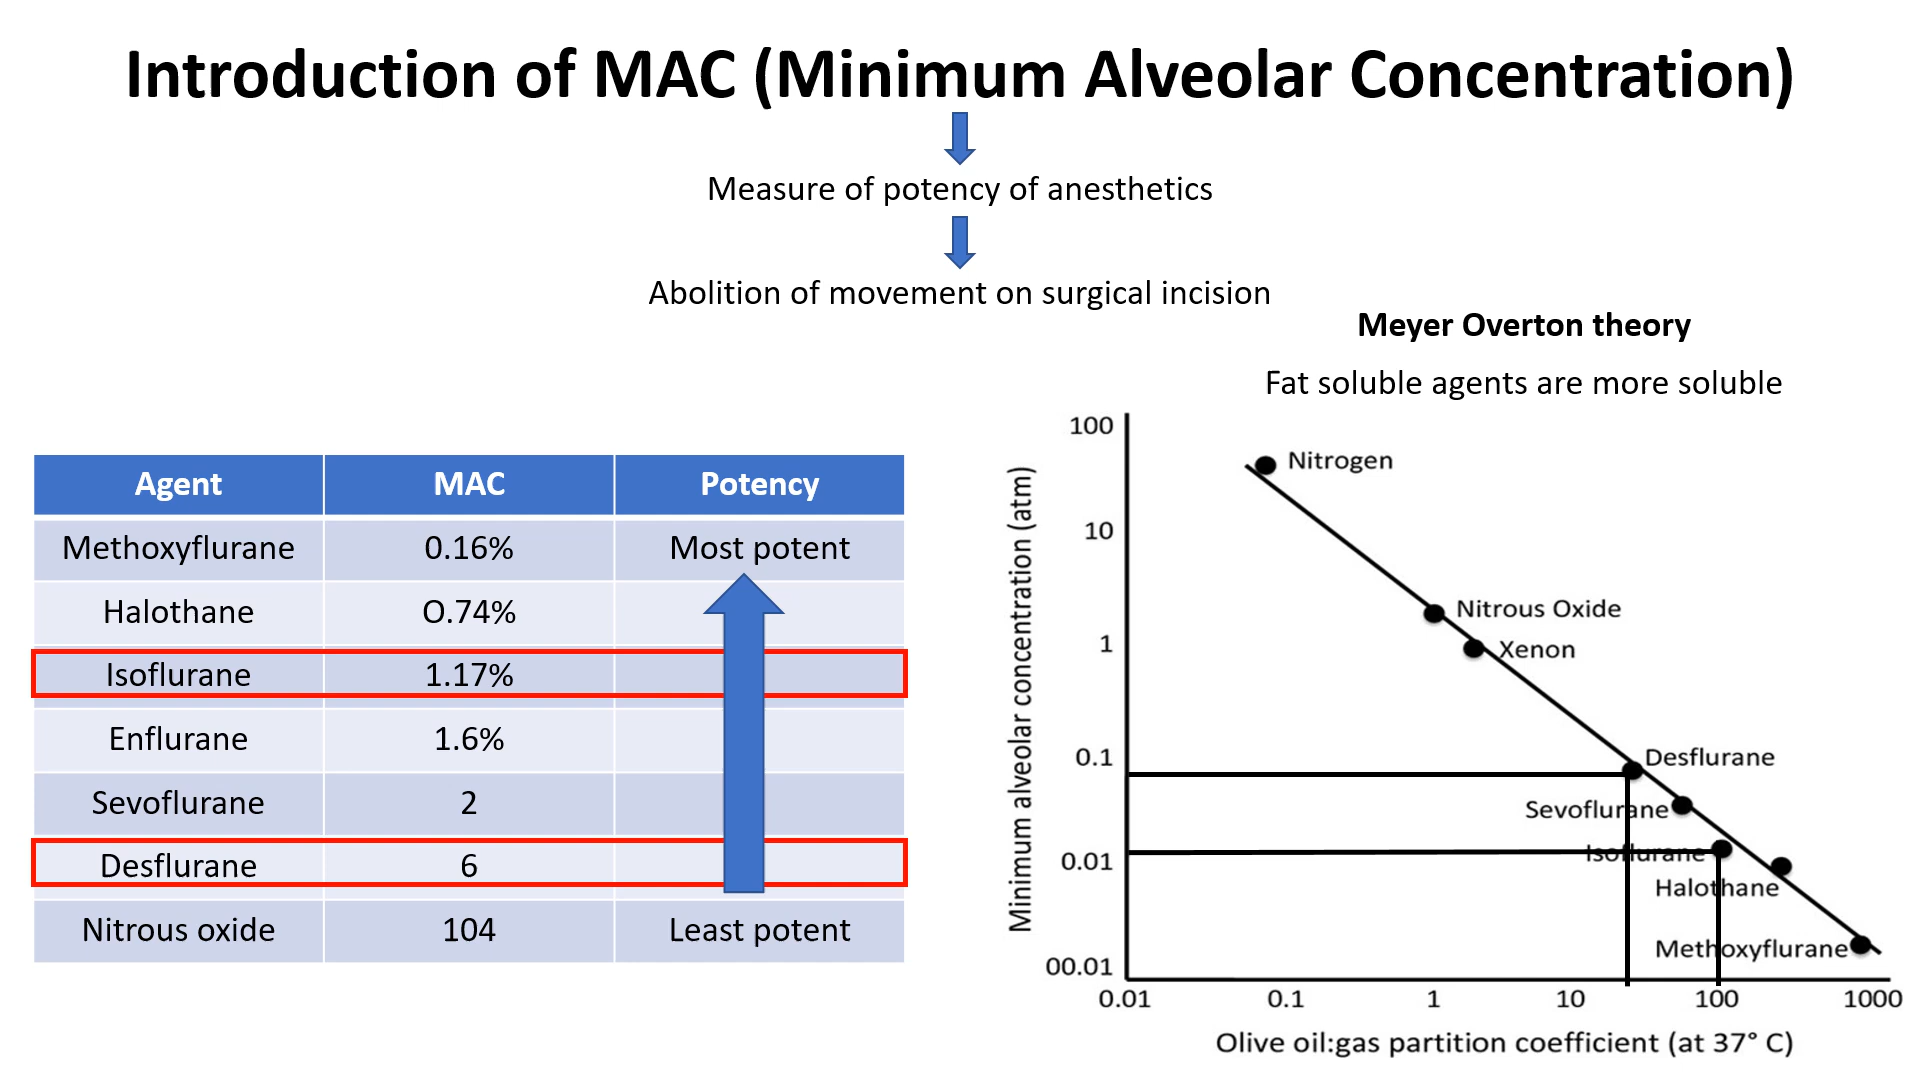 Introduction of MAC (Minimum Alveolar Concentration)
Measure of potency of anesthetics
Abolition of movement on surgical incision
Agent MAC Potency
Methoxyflurane 0.16% Most potent
Halothane O.74%
Isoflurane 1.17%
Enflurane 1.6%
Sevoflurane 2
Desflurane 6
Nitrous oxide 104 Least potent
Meyer Overton theory
Fat soluble agents are more soluble
Minimum alveolar concentration (atm)
100
10
1
0.1
0.01
00.01
Nitrogen
Nitrous Oxide
Xenon
Desflurane
Sevoflurane
Isoflurane
Halothane
Methoxyflurane
0.01 0.1 1 10 100 1000
Olive oil:gas partition coefficient (at 37° C)